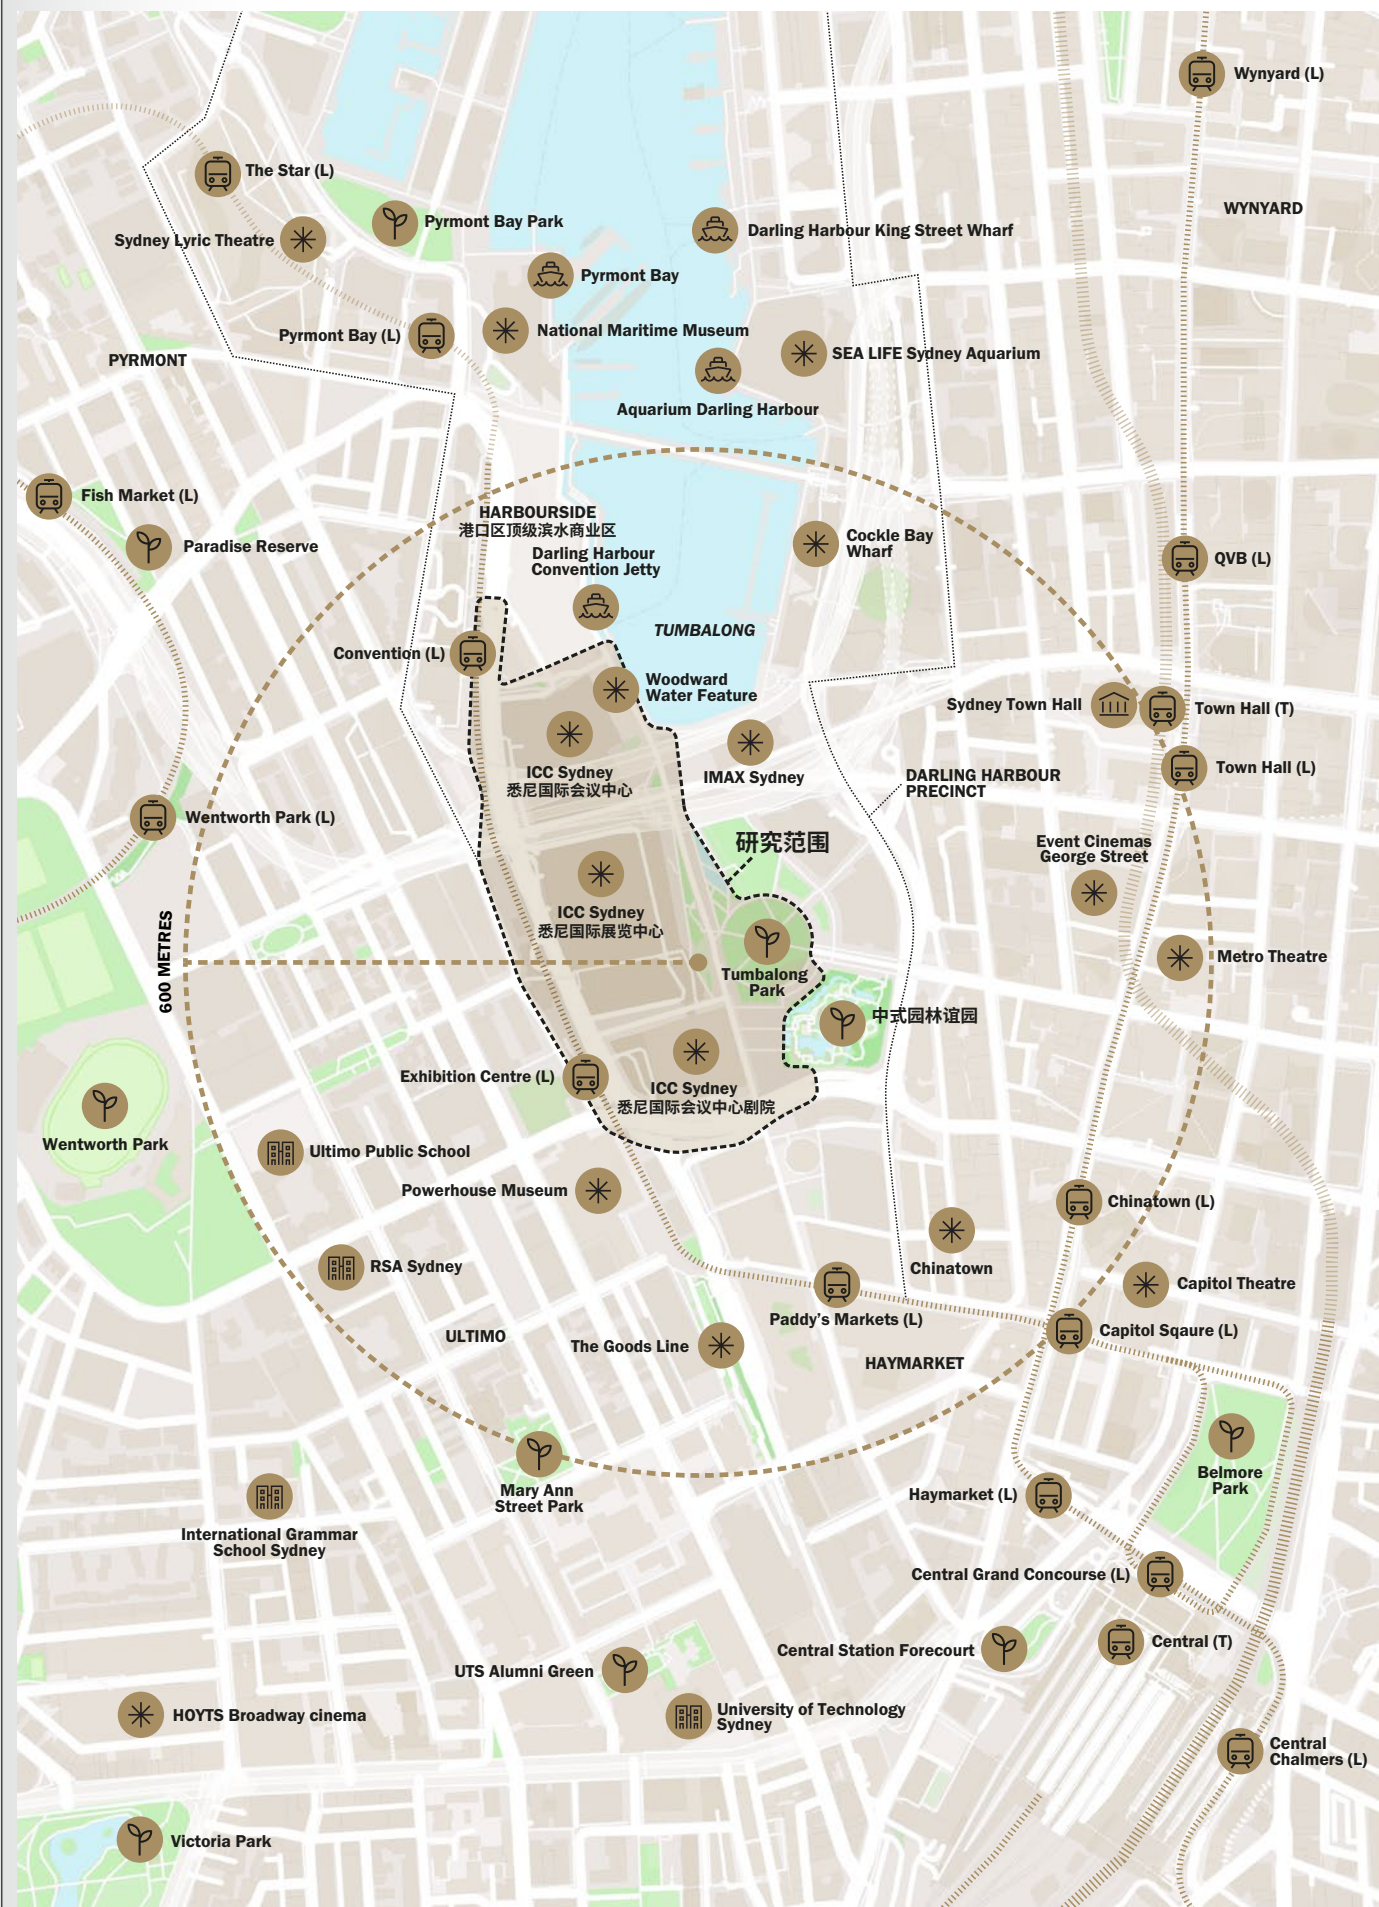 Wynyard (L)
The Star (L)
WYNYARD
Pyrmont Bay Park
Darling Harbour King Street Wharf
Sydney Lyric Theatre
Pyrmont Bay
National Maritime Museum
Pyrmont Bay (L)
SEA LIFE Sydney Aquarium
PYRMONT
Aquarium Darling Harbour
Fish Market (L)
HARBOURSIDE
港口区顶级滨水商业区
Paradise Reserve
Darling Harbour
Convention Jetty
Cockle Bay
Wharf
QVB (L)
TUMBALONG
Convention (L)
Woodward
Water Feature
Sydney Town Hall
Town Hall (T)
ICC Sydney
悉尼国际会议中心
IMAX Sydney
DARLING HARBOUR
PRECINCT
Town Hall (L)
Wentworth Park (L)
研究范围
Event Cinemas
George Street
ICC Sydney
悉尼国际展览中心
600 METRES
Tumbalong
Park
Metro Theatre
中式园林谊园
Exhibition Centre (L)
ICC Sydney
悉尼国际会议中心剧院
Wentworth Park
Ultimo Public School
Powerhouse Museum
Chinatown (L)
RSA Sydney
Chinatown
Capitol Theatre
Paddy's Markets (L)
Capitol Sqaure (L)
ULTIMO
The Goods Line
HAYMARKET
Mary Ann
Street Park
Belmore
Park
Haymarket (L)
International Grammar
School Sydney
Central Grand Concourse (L)
Central Station Forecourt
Central (T)
UTS Alumni Green
HOYTS Broadway cinema
University of Technology
Sydney
Central
Chalmers (L)
Victoria Park